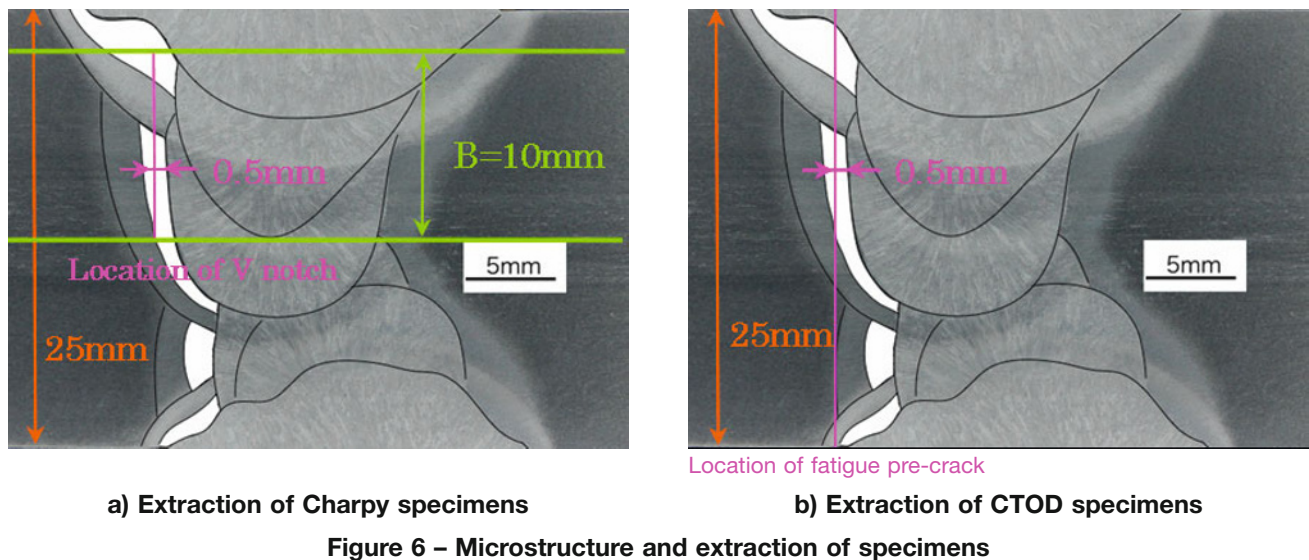 0.5mm
B=10mm
Location of V notch
5mm
25mm
a) Extraction of Charpy specimens
0.5mm
5mm
25mm
Location of fatigue pre-crack
b) Extraction of CTOD specimens
Figure 6 – Microstructure and extraction of specimens